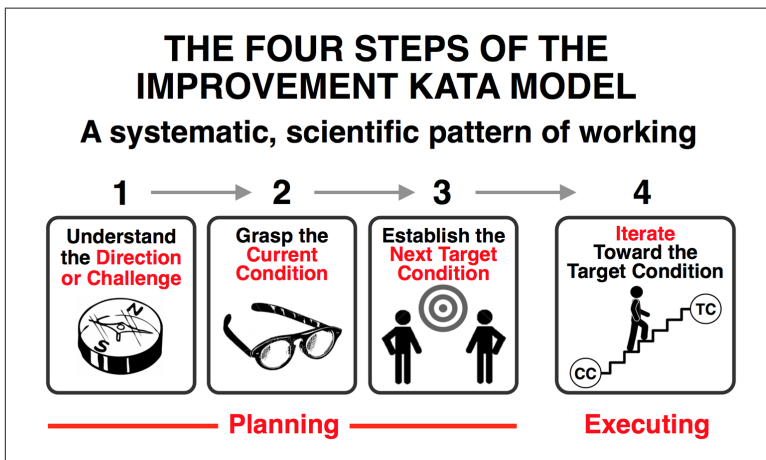 THE FOUR STEPS OF THE
IMPROVEMENT KATA MODEL
A systematic, scientific pattern of working
1
2
3
4
Understand
the Direction
or Challenge
N
S
Grasp the
Current
Condition
Establish the
Next Target
Condition
Iterate
Toward the
Target Condition
TC
CC
Planning
Executing